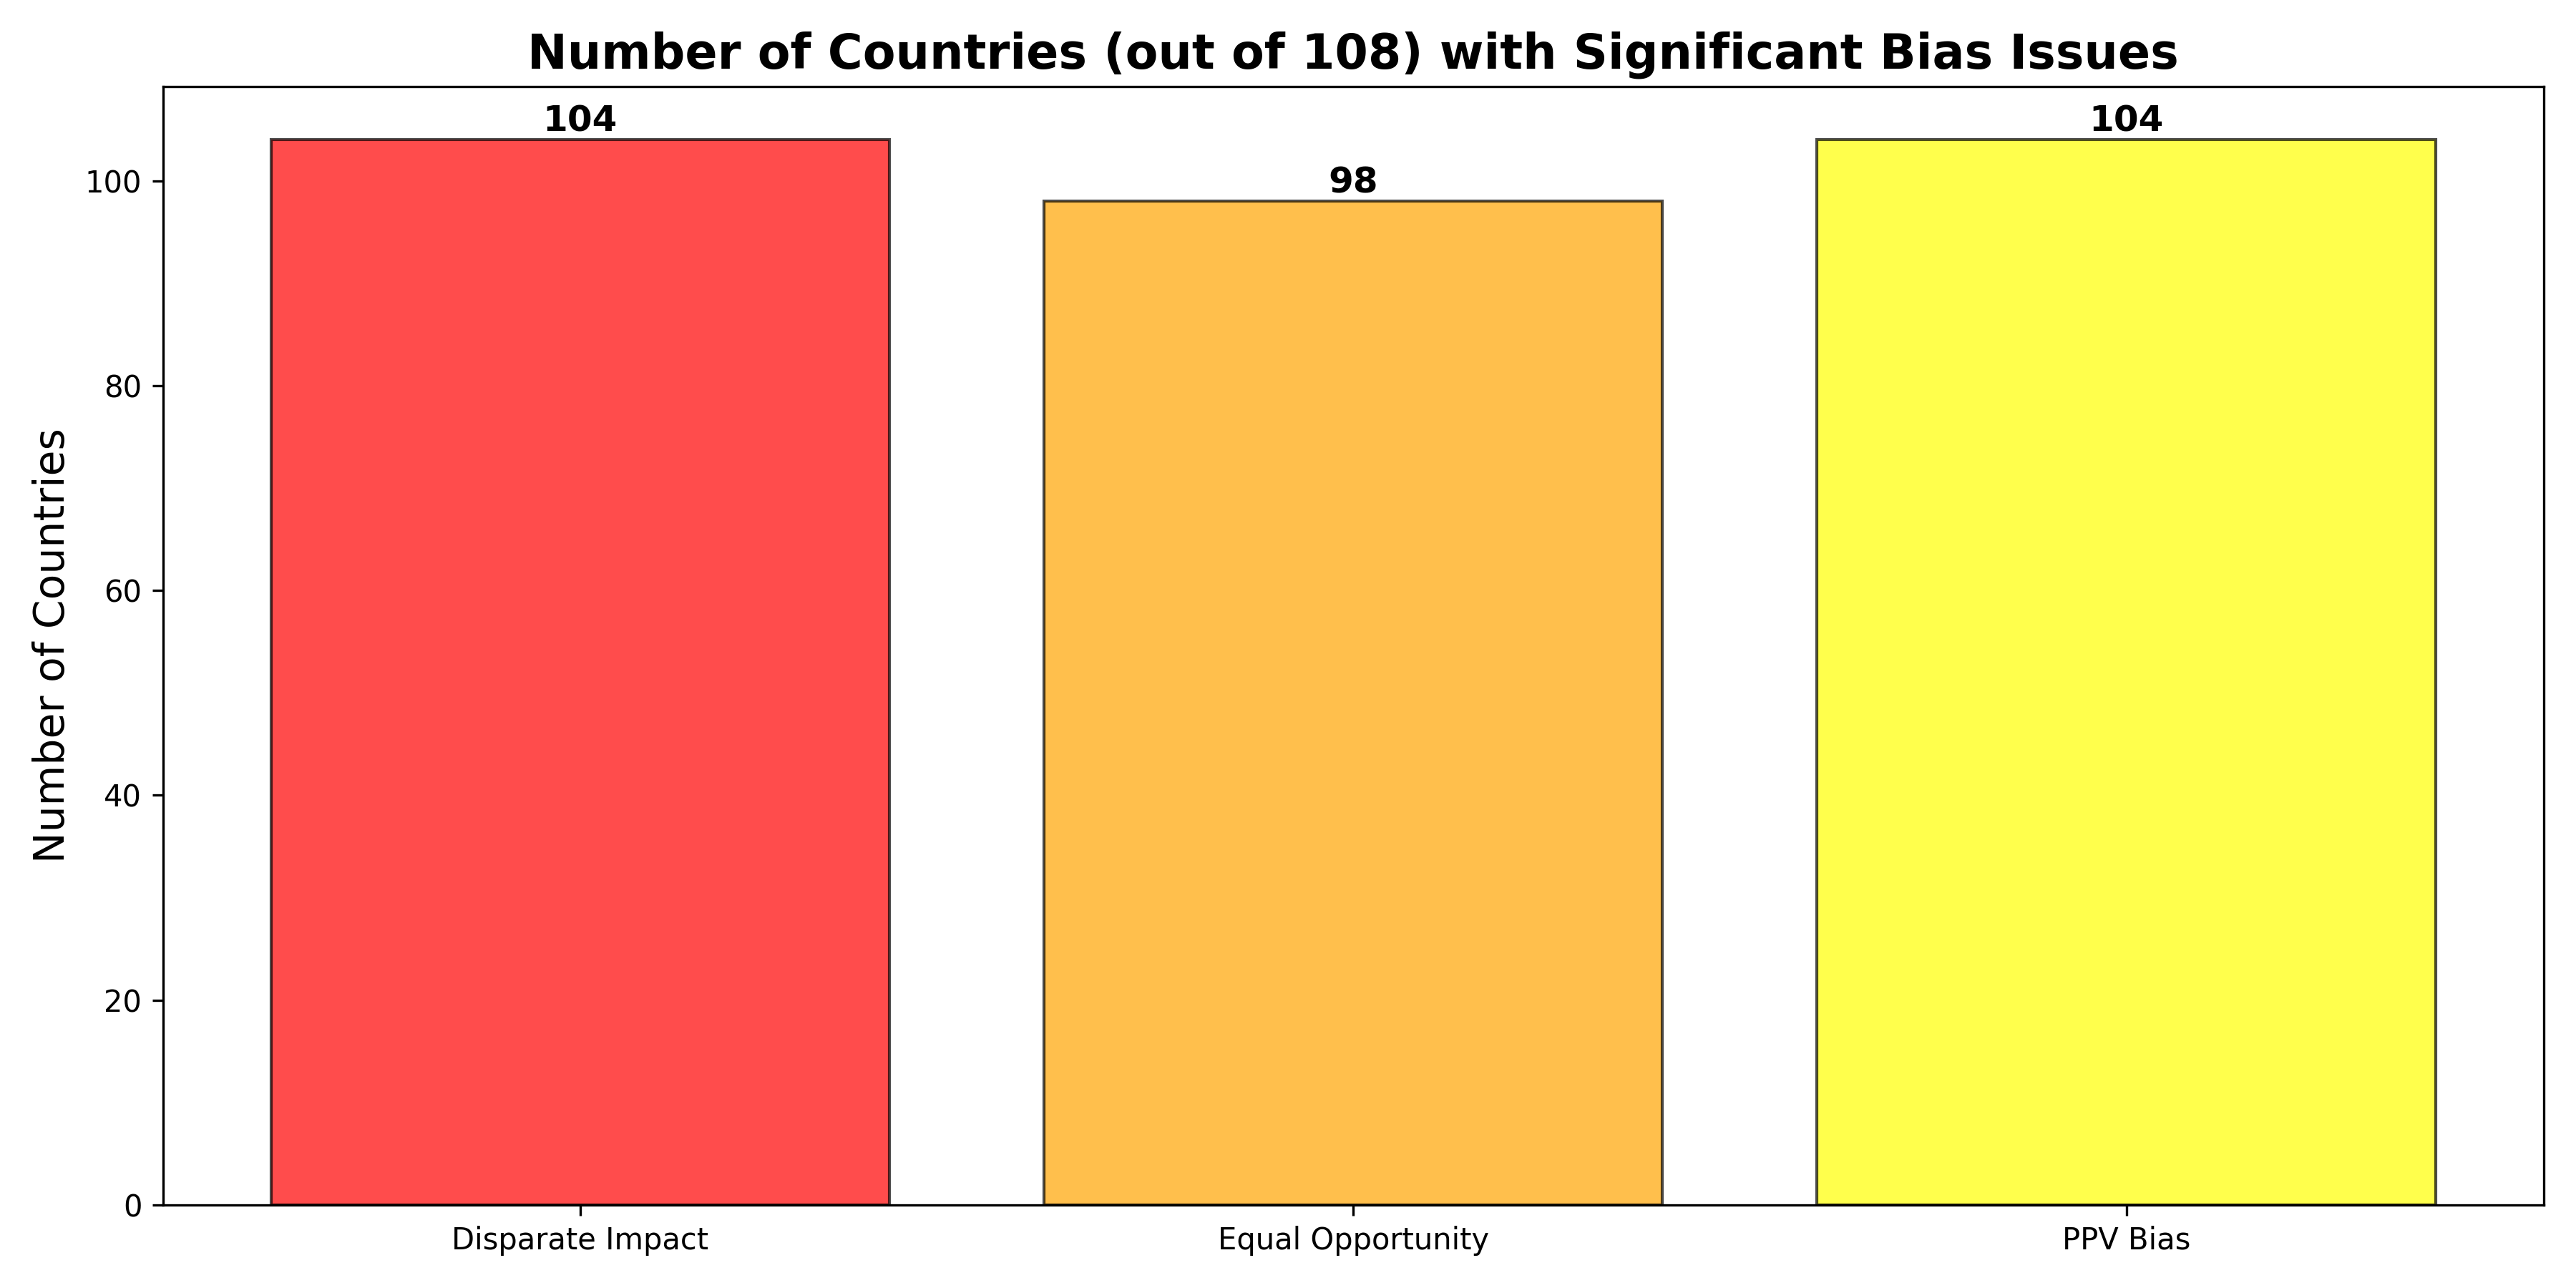 Number of Countries (out of 108) with Significant Bias Issues
104
98
104
Number of Countries
100
80
60
40
20
0
Disparate Impact
Equal Opportunity
PPV Bias